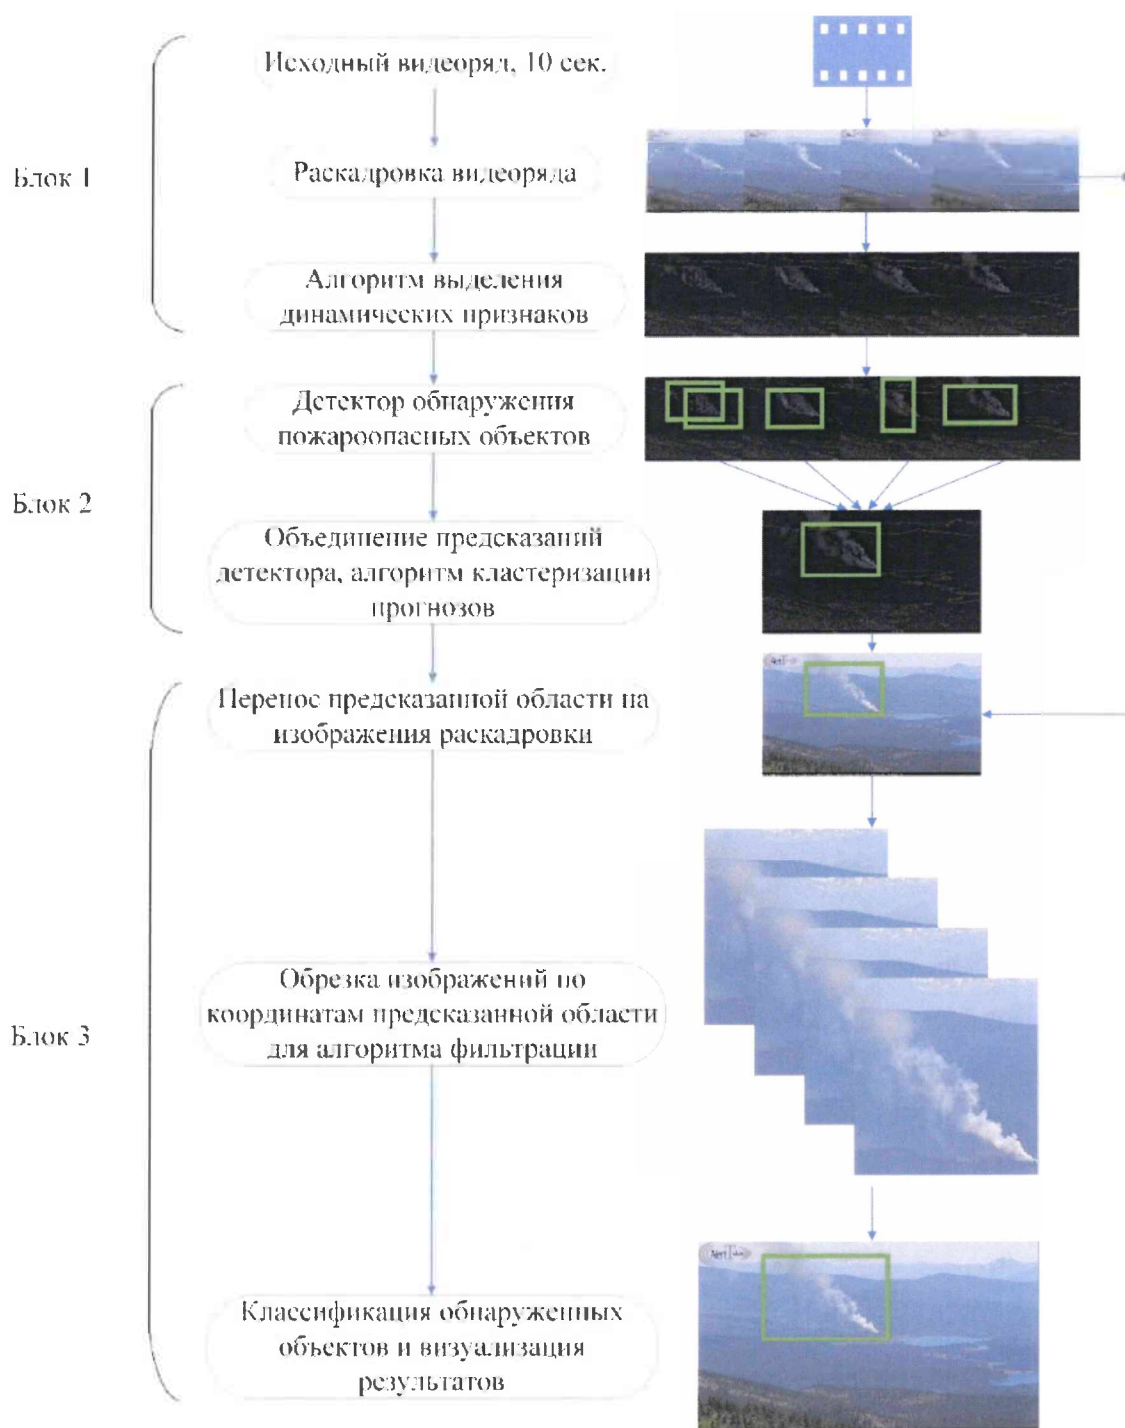 Блок 1
Исходный видеоряд, 10 сек.
Раскадровка видеоряда
Алгоритм выделения
динамических признаков
Блок 2
Детектор обнаружения
пожароопасных объектов
Объединение предсказаний
детектора, алгоритм кластеризации
прогнозов
Блок 3
Перенос предсказанной области на
изображения раскадровки
Обрезка изображений по
координатам предсказанной области
для алгоритма фильтрации
Классификация обнаруженных
объектов и визуализация
результатов